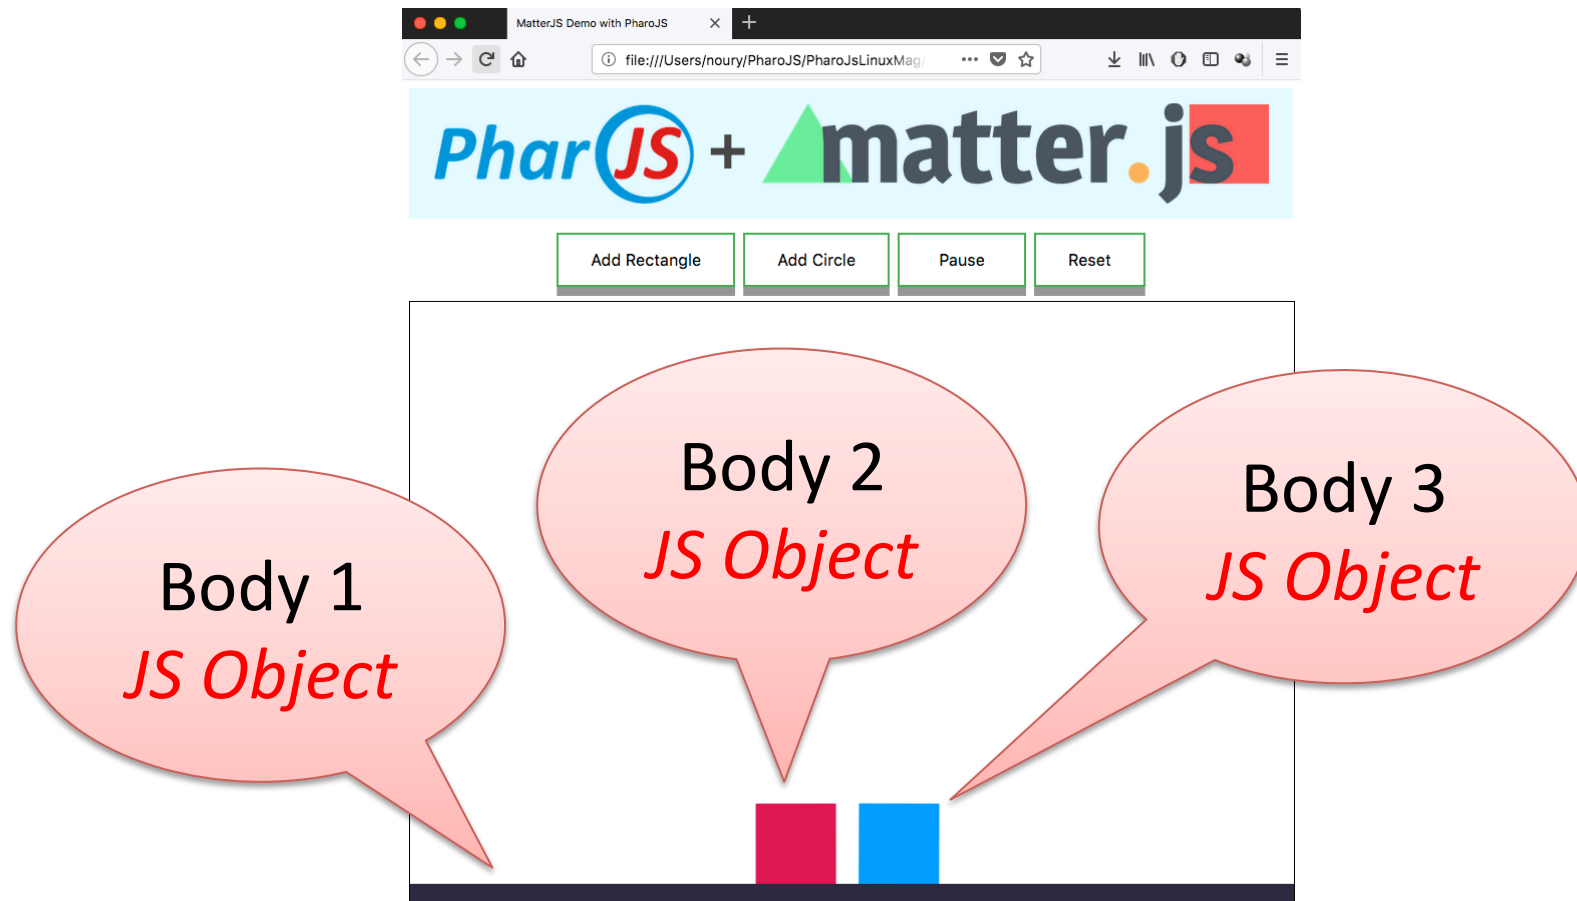 MatterJS Demo with PharoJS
file:///Users/noury/PharoJS/PharoJsLinuxMag/
PharoJS + matter.js
Add Rectangle Add Circle Pause Reset
Body 2
JS Object
Body 3
JS Object
Body 1
JS Object